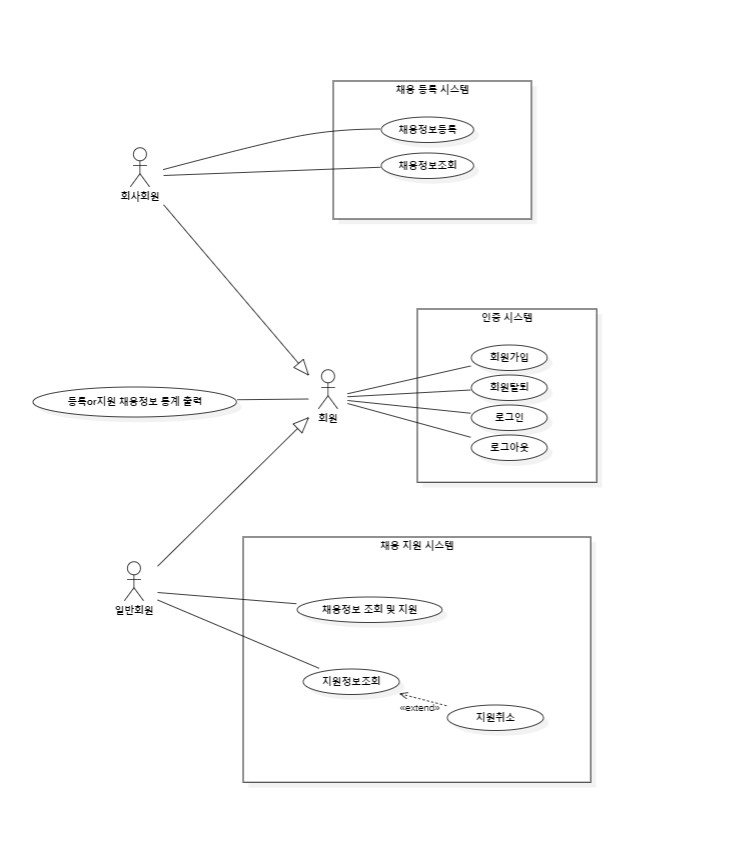 채용 등록 시스템
채용정보등록
채용정보조회
회사회원
인증 시스템
회원가입
회원탈퇴
로그인
로그아웃
등록or지원 채용정보 통계 출력
회원
채용 지원 시스템
일반회원
채용정보 조회 및 지원
지원정보조회
«extend»
지원취소